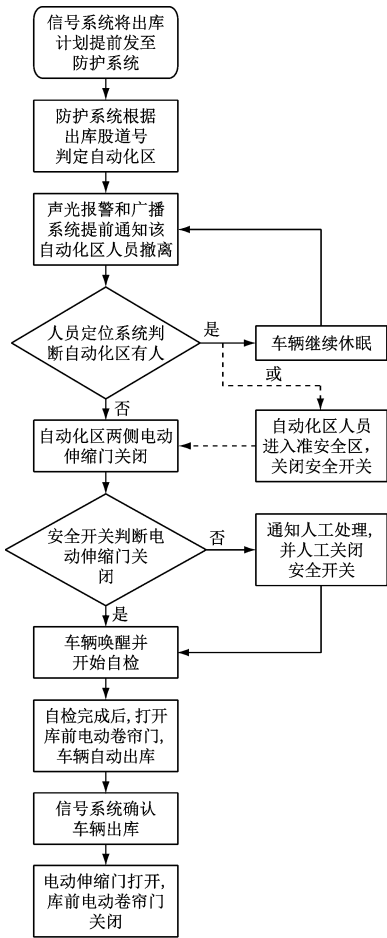 信号系统将出库
计划提前发至
防护系统
防护系统根据
出库股道号
判定自动化区
声光报警和广播
系统提前通知该
自动化区人员撤离
人员定位系统判
断自动化区有人
是
车辆继续休眠
或
否
自动化区人员
进入准安全区,
关闭安全开关
自动化区两侧电动
伸缩门关闭
安全开关判断电
动伸缩门关
闭
否
通知人工处理,
并人工关闭
安全开关
是
车辆唤醒并
开始自检
自检完成后,打开
库前电动卷帘门,
车辆自动出库
信号系统确认
车辆出库
电动伸缩门打开,
库前电动卷帘门
关闭